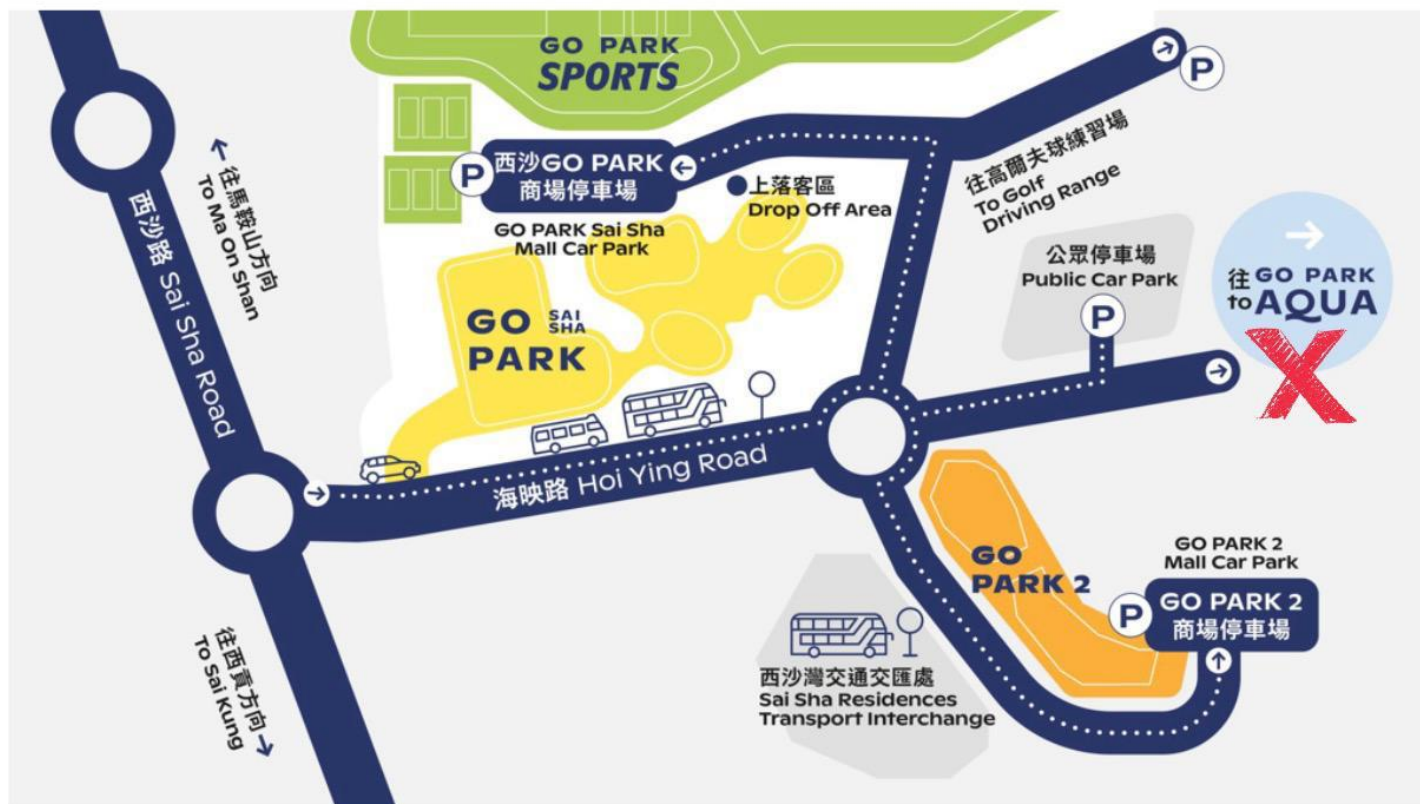 GO PARK
SPORTS
P
往高爾夫球練習場
To Golf
Driving Range
P
西沙GO PARK
商場停車場
GO PARK Sai Sha
Mall Car Park
上落客區
Drop Off Area
往馬鞍山方向
To Ma On Shan
西沙路 Sai Sha Road
公眾停車場
Public Car Park
P
往 GO PARK
to AQUA
X
GO SAI SHA
PARK
海映路 Hoi Ying Road
GO
PARK 2
GO PARK 2
Mall Car Park
P
GO PARK 2
商場停車場
西沙灣交通交匯處
Sai Sha Residences
Transport Interchange
往西貢方向
To Sai Kung